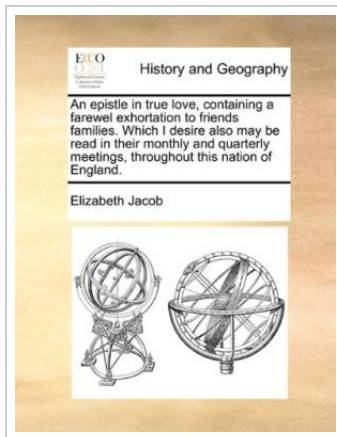 ECCO
History and Geography
An epistle in true love, containing a
farewel exhortation to friends
families. Which I desire also may be
read in their monthly and quarterly
meetings, throughout this nation of
England.
Elizabeth Jacob